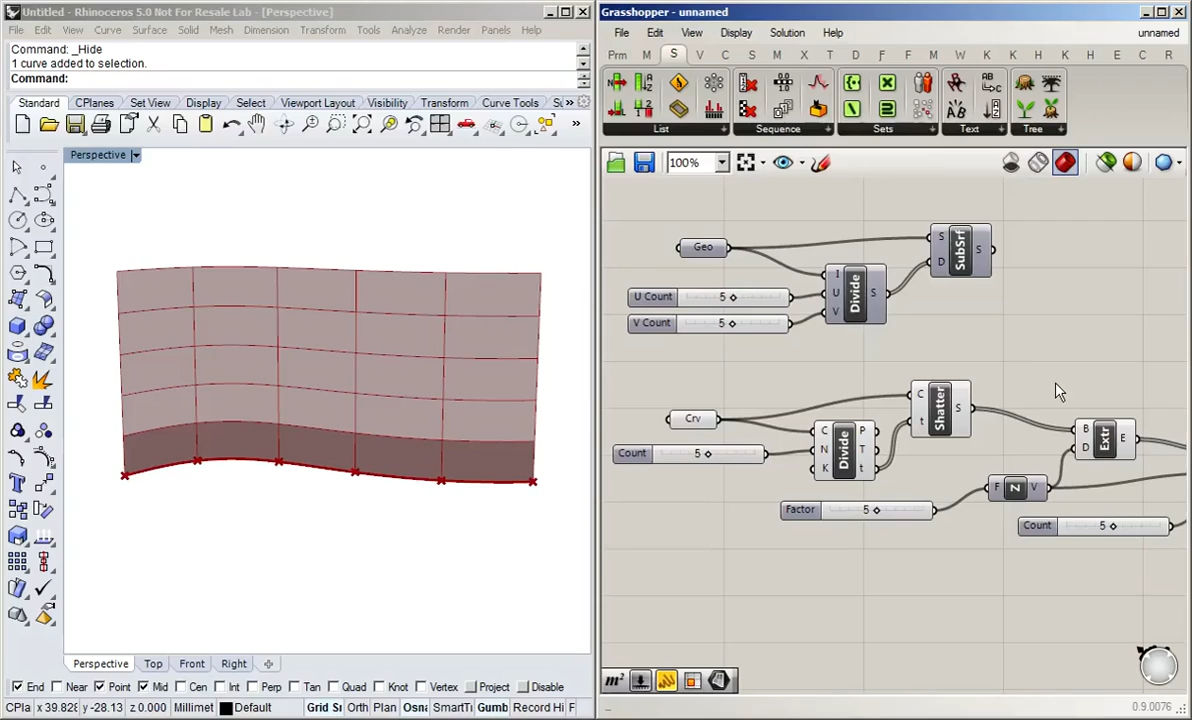 Untitled - Rhinoceros 5.0 Not For Resale Lab - [Perspective]
File Edit View Curve Surface Solid Mesh Dimension Transform Tools Analyze Render Panels Help
Command: _Hide
1 curve added to selection.
Command:
Standard CPlanes Set View Display Select Viewport Layout Visibility Transform Curve Tools »
Perspective
Perspective Top Front Right
End Near Point Mid Cen Int Perp Tan Quad Knot Vertex Project Disable
CPla x 39.828 y -28.13 z 0.000 Millimet Default Grid S Orth Plan Osna SmartT Gumb Record Hi F
Grasshopper - unnamed
File Edit View Display Solution Help unnamed
Prm M S V C S M I D W K K M K H E C R
List Sequence Sets Text Tree
100%
Geo
S D SubSrf S
I U V Divide S
U Count 5
V Count 5
Crv
C t Shatter S
C N K Divide P T t
Count 5
B D Extr E
Factor 5
F Z V
Count 5
m²
0.9.0076